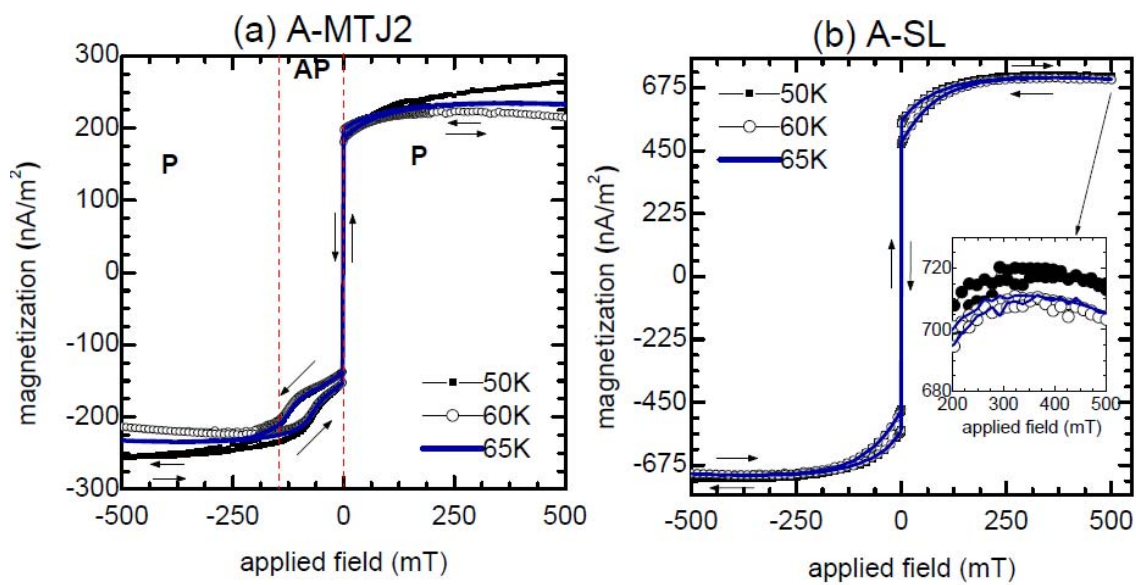 (a) A-MTJ2
magnetization (nA/m²)
300
200
100
0
-100
-200
-300
AP
P
P
50K
60K
65K
-500
-250
0
250
500
applied field (mT)
(b) A-SL
magnetization (nA/m²)
675
450
225
0
-225
-450
-675
50K
60K
65K
720
700
680
200
300
400
500
applied field (mT)
-500
-250
0
250
500
applied field (mT)